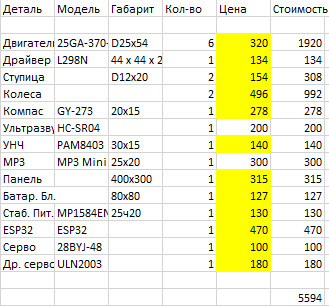 Деталь Модель Габарит Кол-во Цена Стоимость
Двигатель 25GA-370- D25x54 6 320 1920
Драйвер L298N 44 x 44 x 2 1 134 134
Ступица D12x20 2 154 308
Колеса 2 496 992
Компас GY-273 20x15 1 278 278
Ультразву HC-SR04 1 200 200
УНЧ PAM8403 30x15 1 140 140
MP3 MP3 Mini 25x20 1 300 300
Панель 400x300 1 315 315
Батар. Бл. 80x80 1 127 127
Стаб. Пит. MP1584EN 25ч20 1 130 130
ESP32 ESP32 1 470 470
Серво 28BYJ-48 1 100 100
Др. серво ULN2003 1 180 180
5594